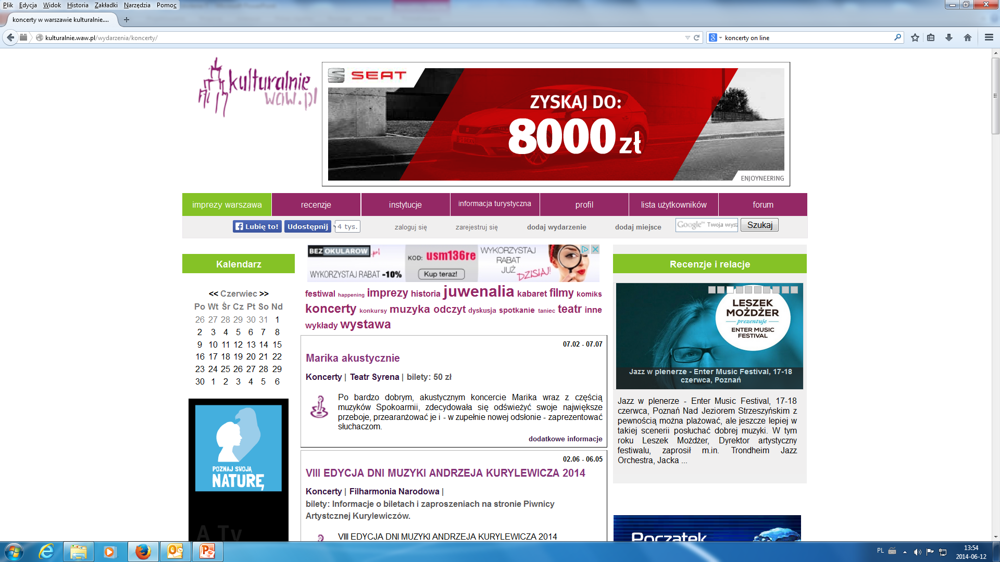 Plik Edycja Widok Historia Zakładki Narzędzia Pomoc
koncerty w warszawie kulturalnie....
kulturalnie.waw.pl/wydarzenia/koncerty/
koncerty on line
kulturalnie
waw.pl
SEAT
ZYSKAJ DO:
8000 zł
ENJOYNEERING
imprezy warszawa recenzje instytucje informacja turystyczna profil lista użytkowników forum
Lubię to! Udostępnij 4 tys. zaloguj się zarejestruj się dodaj wydarzenie dodaj miejsce Google™ Twoja wysz Szukaj
Kalendarz
<< Czerwiec >>
Po Wt Śr Cz Pt So Nd
26 27 28 29 30 31 1
2 3 4 5 6 7 8
9 10 11 12 13 14 15
16 17 18 19 20 21 22
23 24 25 26 27 28 29
30 1 2 3 4 5 6
POZNAJ SWOJĄ
NATURĘ
A Tv
BEZ OKULAROW.pl
WYKORZYSTAJ RABAT -10%
KOD: usm136re
Kup teraz!
WYKORZYSTAJ
RABAT
JUŻ
DZISIAJ!
festiwal happening imprezy historia juwenalia kabaret filmy komiks
koncerty konkursy muzyka odczyt dyskusja spotkanie taniec teatr inne
wykłady wystawa
07.02 - 07.07
Marika akustycznie
Koncerty | Teatr Syrena | bilety: 50 zł
Po bardzo dobrym, akustycznym koncercie Marika wraz z częścią
muzyków Spokoarmii, zdecydowała się odświeżyć swoje największe
przeboje, przearanżować je i - w zupełnie nowej odsłonie - zaprezentować
słuchaczom.
dodatkowe informacje
02.06 - 06.05
VIII EDYCJA DNI MUZYKI ANDRZEJA KURYLEWICZA 2014
Koncerty | Filharmonia Narodowa |
bilety: Informacje o biletach i zaproszeniach na stronie Piwnicy
Artystcznej Kurylewiczów.
VIII EDYCJA DNI MUZYKI ANDRZEJA KURYLEWICZA 2014
Recenzje i relacje
LESZEK
MOŻDŻER
prezentuje
ENTER MUSIC
FESTIVAL
Jazz w plenerze - Enter Music Festival, 17-18
czerwca, Poznań
Jazz w plenerze - Enter Music Festival, 17-18
czerwca, Poznań Nad Jeziorem Strzeszyńskim z
pewnością można plażować, ale jeszcze lepiej w
takiej scenerii posłuchać dobrej muzyki. W tym
roku Leszek Możdżer, Dyrektor artystyczny
festiwalu, zaprosił m.in. Trondheim Jazz
Orchestra, Jacka ...
Początek
PL
13:54
2014-06-12